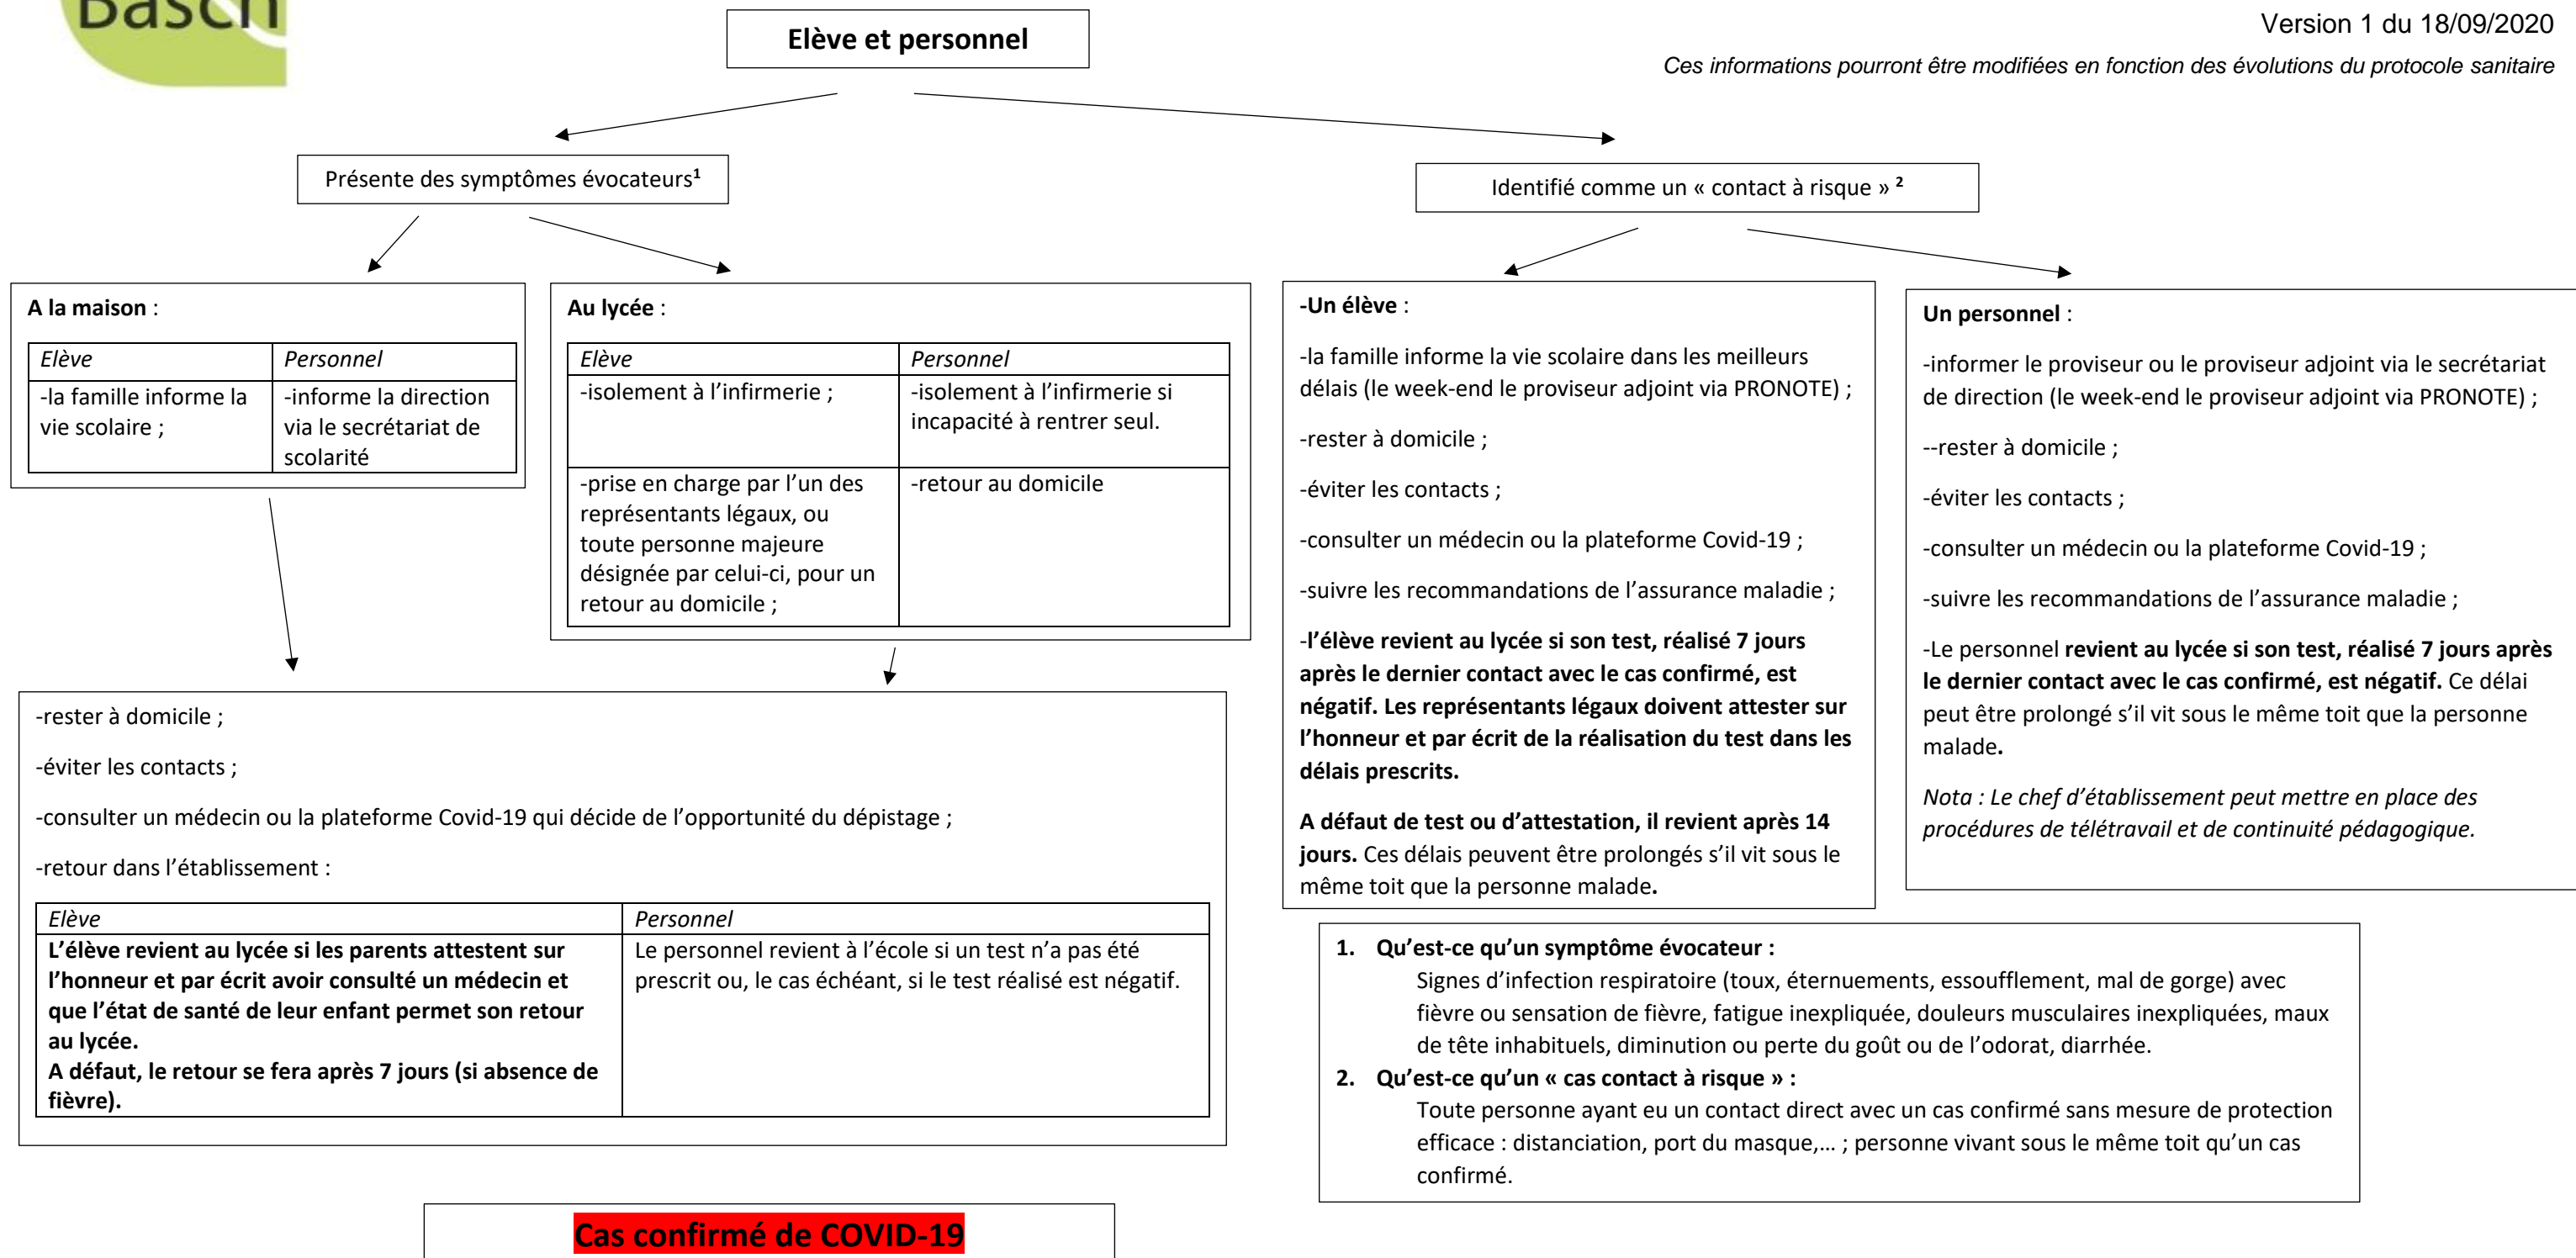 Basch
Elève et personnel
Version 1 du 18/09/2020
Ces informations pourront être modifiées en fonction des évolutions du protocole sanitaire
Présente des symptômes évocateurs1
Identifié comme un « contact à risque » 2
A la maison :
Elève
Personnel
-la famille informe la
vie scolaire ;
-informe la direction
via le secrétariat de
scolarité
Au lycée :
Elève
Personnel
-isolement à l’infirmerie ;
-isolement à l’infirmerie si
incapacité à rentrer seul.
-prise en charge par l’un des
représentants légaux, ou
toute personne majeure
désignée par celui-ci, pour un
retour au domicile ;
-retour au domicile
-rester à domicile ;
-éviter les contacts ;
-consulter un médecin ou la plateforme Covid-19 qui décide de l’opportunité du dépistage ;
-retour dans l’établissement :
Elève
Personnel
L’élève revient au lycée si les parents attestent sur
l’honneur et par écrit avoir consulté un médecin et
que l’état de santé de leur enfant permet son retour
au lycée.
A défaut, le retour se fera après 7 jours (si absence de
fièvre).
Le personnel revient à l’école si un test n’a pas été
prescrit ou, le cas échéant, si le test réalisé est négatif.
-Un élève :
-la famille informe la vie scolaire dans les meilleurs
délais (le week-end le proviseur adjoint via PRONOTE) ;
-rester à domicile ;
-éviter les contacts ;
-consulter un médecin ou la plateforme Covid-19 ;
-suivre les recommandations de l’assurance maladie ;
-l’élève revient au lycée si son test, réalisé 7 jours
après le dernier contact avec le cas confirmé, est
négatif. Les représentants légaux doivent attester sur
l’honneur et par écrit de la réalisation du test dans les
délais prescrits.
A défaut de test ou d’attestation, il revient après 14
jours. Ces délais peuvent être prolongés s’il vit sous le
même toit que la personne malade.
Un personnel :
-informer le proviseur ou le proviseur adjoint via le secrétariat
de direction (le week-end le proviseur adjoint via PRONOTE) ;
--rester à domicile ;
-éviter les contacts ;
-consulter un médecin ou la plateforme Covid-19 ;
-suivre les recommandations de l’assurance maladie ;
-Le personnel revient au lycée si son test, réalisé 7 jours après
le dernier contact avec le cas confirmé, est négatif. Ce délai
peut être prolongé s’il vit sous le même toit que la personne
malade.
Nota : Le chef d’établissement peut mettre en place des
procédures de télétravail et de continuité pédagogique.
1. Qu’est-ce qu’un symptôme évocateur :
Signes d’infection respiratoire (toux, éternuements, essoufflement, mal de gorge) avec
fièvre ou sensation de fièvre, fatigue inexpliquée, douleurs musculaires inexpliquées, maux
de tête inhabituels, diminution ou perte du goût ou de l’odorat, diarrhée.
2. Qu’est-ce qu’un « cas contact à risque » :
Toute personne ayant eu un contact direct avec un cas confirmé sans mesure de protection
efficace : distanciation, port du masque,… ; personne vivant sous le même toit qu’un cas
confirmé.
Cas confirmé de COVID-19